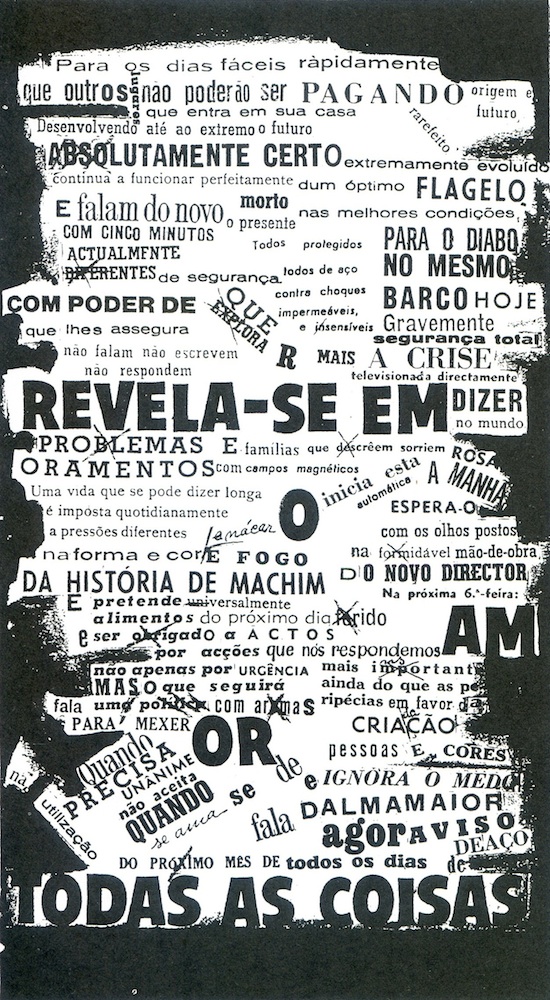 Para os dias fáceis ràpidamente
que outros lugares não poderão ser PAGANDO origem e
que entra em sua casa rarefeito futuro,
Desenvolvendo até ao extremo o futuro
ABSOLUTAMENTE CERTO extremamente evoluído
continua a funcionar perfeitamente dum óptimo FLAGELO
E falam do novo morto nas melhores condições,
COM CINCO MINUTOS o presente
ACTUALMENTE Todos protegidos PARA O DIABO
DIFERENTES de segurança todos de aço NO MESMO
COM PODER DE QUE contra choques BARCO HOJE
que lhes assegura EXPLORA impermeáveis, Gravemente
e insensíveis segurança total
não falam não escrevem R MAIS A CRISE
não respondem televisionada directamente
REVELA-SE EM DIZER
no mundo
PROBLEMAS E famílias que descrêem sorriem ROSA
ORAMENTOS com campos magnéticos
Uma vida que se pode dizer longa O inicia esta A MANHÃ
é imposta quotidianamente automática ESPERA-O
a pressões diferentes com os olhos postos
na forma e cor E FOGO na formidável mão-de-obra
DA HISTÓRIA DE MACHIM DO NOVO DIRECTOR
E pretende universalmente Na próxima 6.ª-feira:
alimentos do próximo dia ferido
e ser obrigado a ACTOS AM
por acções que nós respondemos
não apenas por URGÊNCIA mais important
MAS O que seguirá ainda do que as pe
fala uma política com armas ripécias em favor da
PARA MEXER OR CRIAÇÃO
Quando pessoas E CORES
PRECISA de e IGNORA O MEDO
na UNÂNIME
utilização não aceita
QUANDO se DALMAMAIOR
se ama fala agora AVISO
DEAÇO
DO PRÓXIMO MÊS DE todos os dias de
TODAS AS COISAS